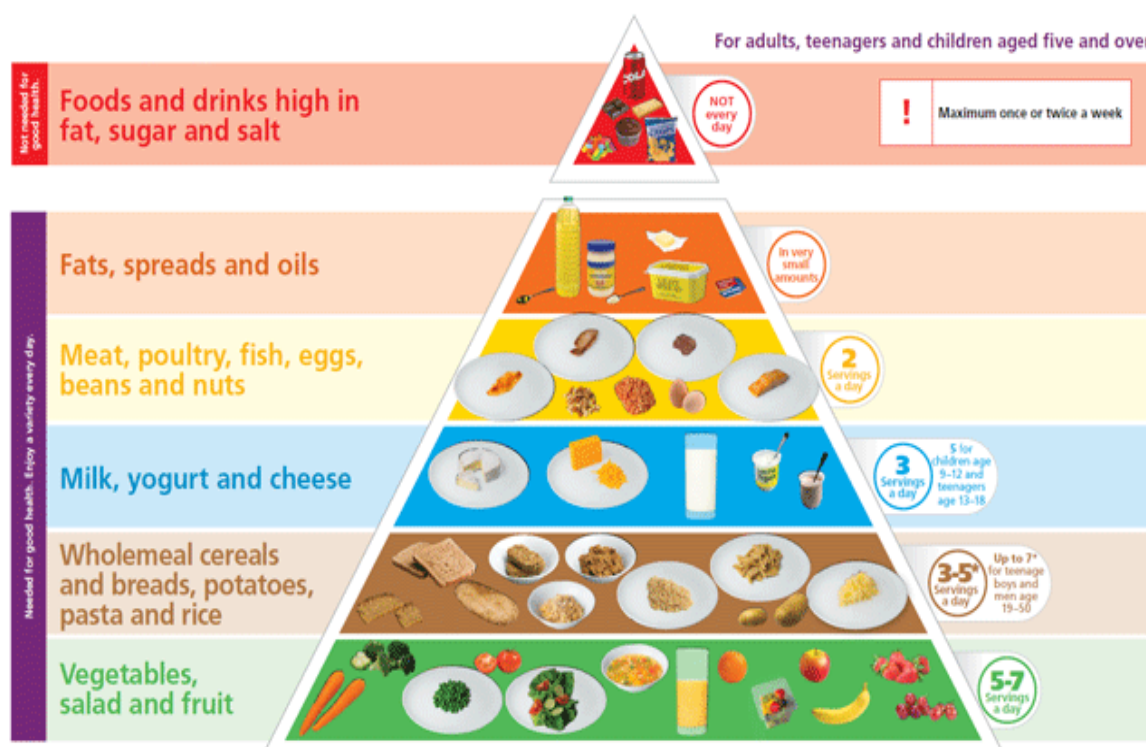 For adults, teenagers and children aged five and over
Not needed for
good health.
Foods and drinks high in
fat, sugar and salt
NOT
every
day
!
Maximum once or twice a week
Needed for good health. Enjoy a variety every day.
Fats, spreads and oils
In very
small
amounts
Meat, poultry, fish, eggs,
beans and nuts
2
Servings
a day
Milk, yogurt and cheese
3
Servings
a day
5 for
children age
9–12 and
teenagers
age 13–18
Wholemeal cereals
and breads, potatoes,
pasta and rice
3-5*
Servings
a day
Up to 7*
for teenage
boys and
men age
19–50
Vegetables,
salad and fruit
5-7
Servings
a day